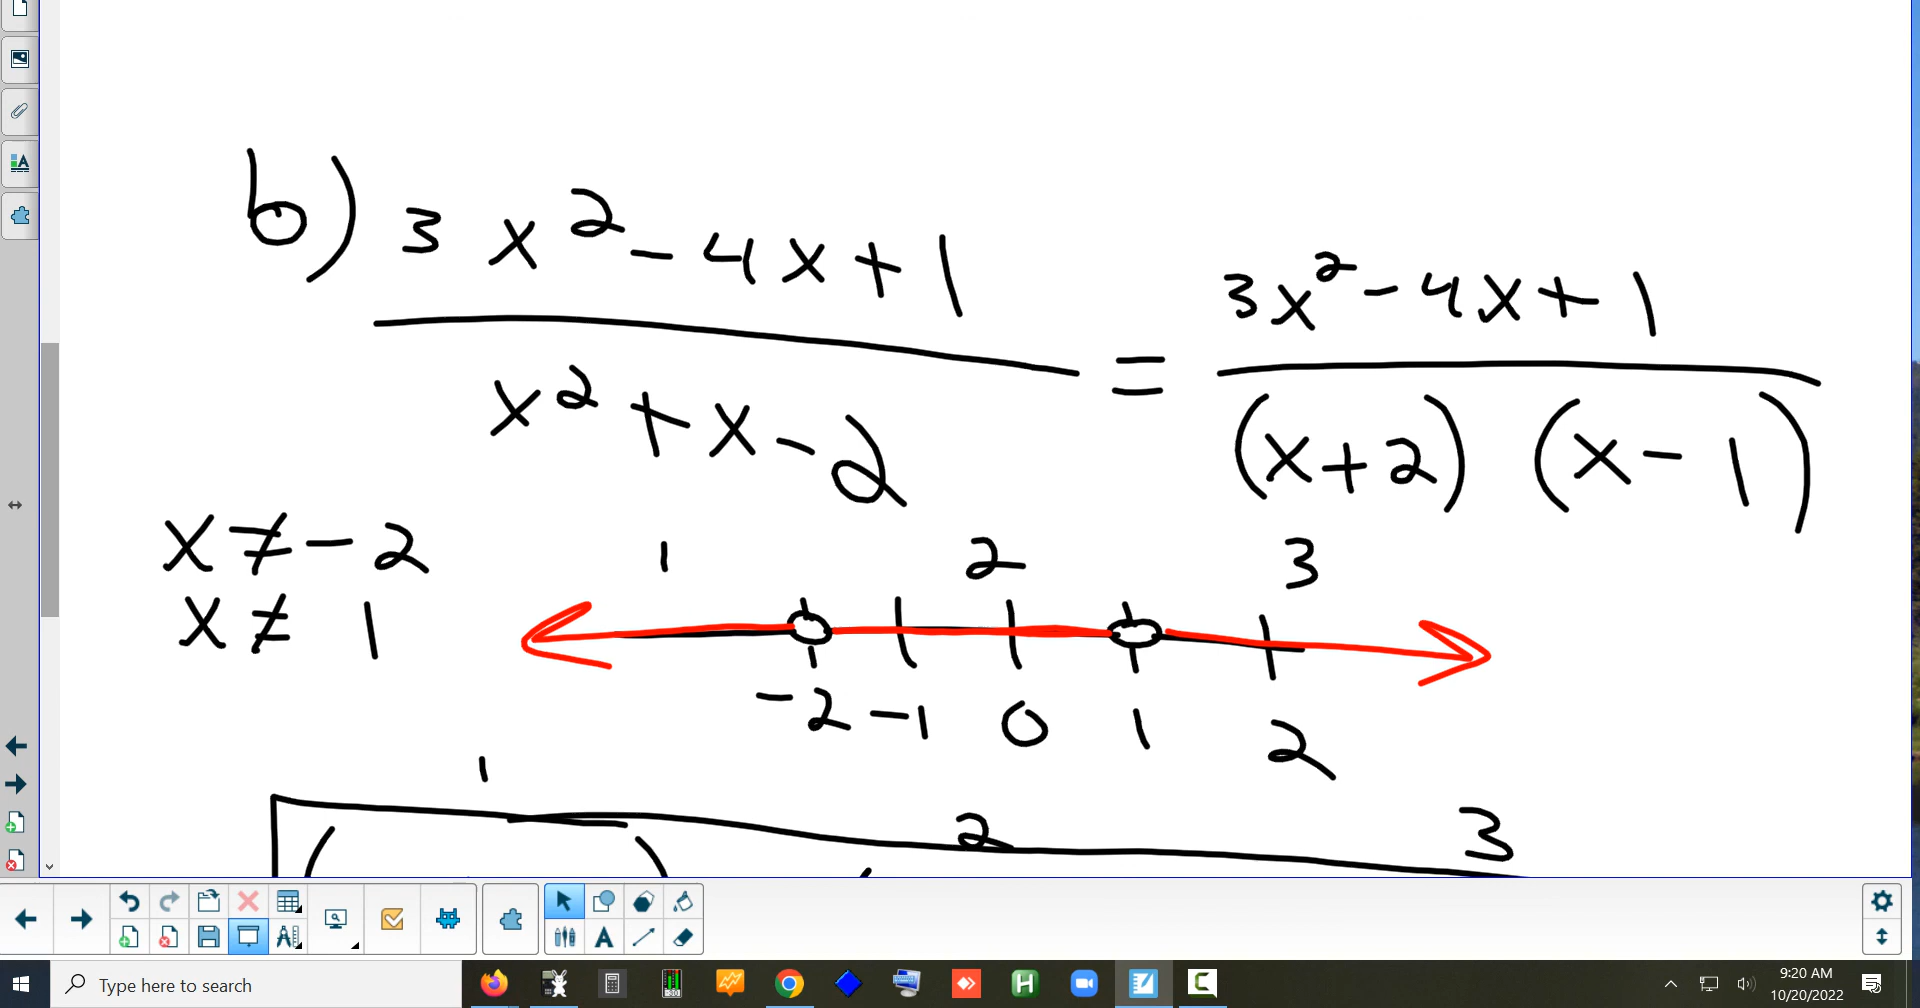 b) 3x² - 4x + 1
x² + x - 2
=
3x² - 4x + 1
(x+2) (x-1)
x ≠ -2
x ≠ 1
1 2 3
-2 -1 0 1 2
1 2 3
( ) (
Type here to search
9:20 AM
10/20/2022